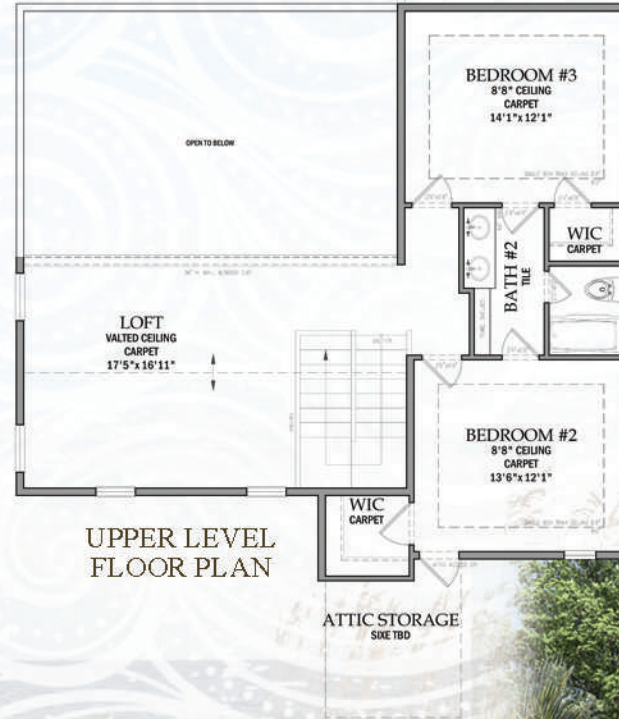 BEDROOM #3
8'8" CEILING
CARPET
14'1"x 12'1"
OPEN TO BELOW
WIC
CARPET
BATH #2
TILE
LOFT
VALTED CEILING
CARPET
17'5"x 16'11"
BEDROOM #2
8'8" CEILING
CARPET
13'6"x 12'1"
WIC
CARPET
UPPER LEVEL
FLOOR PLAN
ATTIC STORAGE
SIXE TBD